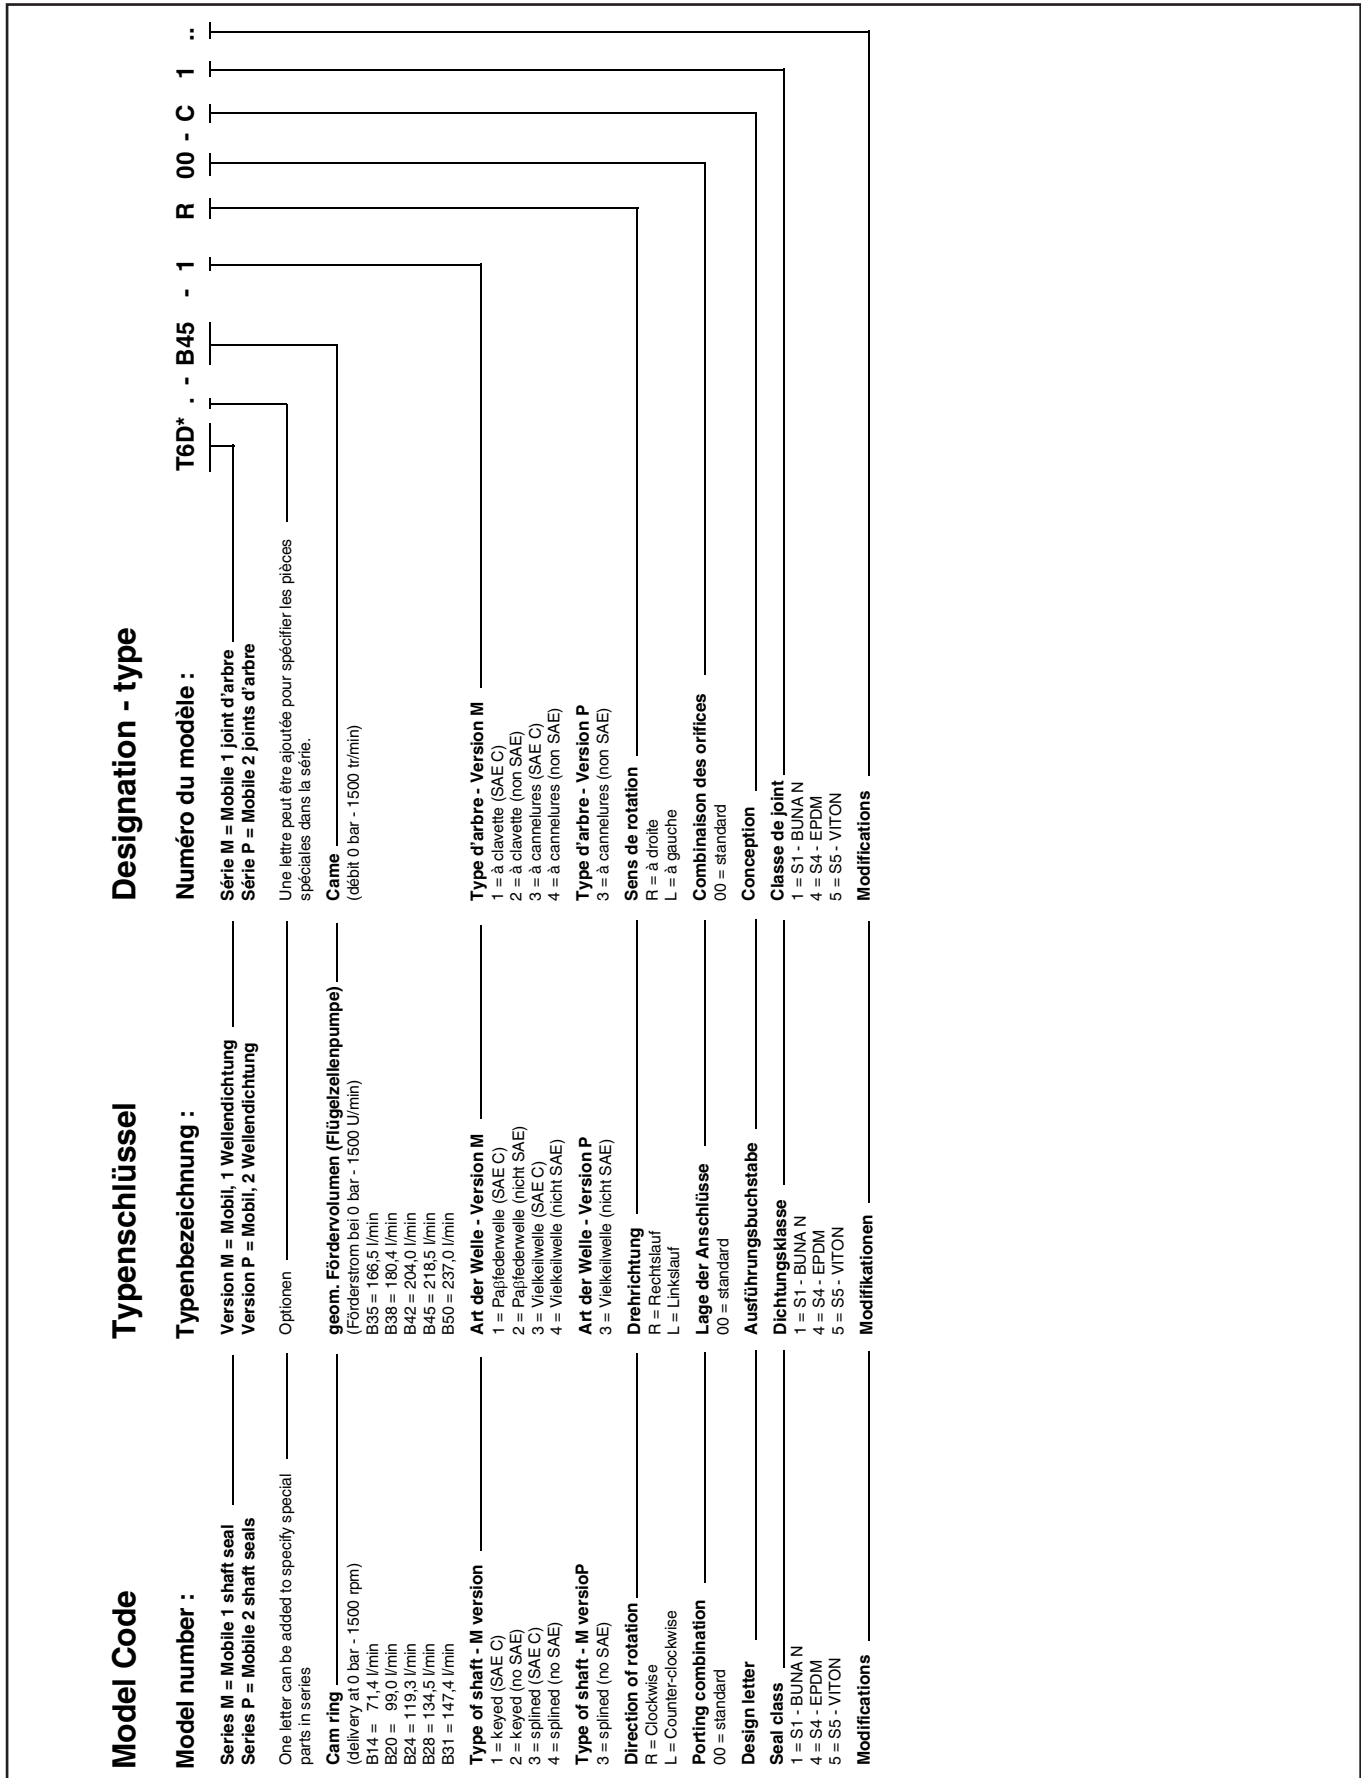 Model Code
Model number :
Series M = Mobile 1 shaft seal
Series P = Mobile 2 shaft seals
One letter can be added to specify special
parts in series
Cam ring
(delivery at 0 bar - 1500 rpm)
B14 = 71,4 l/min
B20 = 99,0 l/min
B24 = 119,3 l/min
B28 = 134,5 l/min
B31 = 147,4 l/min
Type of shaft - M version
1 = keyed (SAE C)
2 = keyed (no SAE)
3 = splined (SAE C)
4 = splined (no SAE)
Type of shaft - M versioP
3 = splined (no SAE)
Direction of rotation
R = Clockwise
L = Counter-clockwise
Porting combination
00 = standard
Design letter
Seal class
1 = S1 - BUNA N
4 = S4 - EPDM
5 = S5 - VITON
Modifications
Typenschlüssel
Typenbezeichnung :
Version M = Mobil, 1 Wellendichtung
Version P = Mobil, 2 Wellendichtung
Optionen
geom. Fördervolumen (Flügelzellenpumpe)
(Förderstrom bei 0 bar - 1500 U/min)
B35 = 166,5 l/min
B38 = 180,4 l/min
B42 = 204,0 l/min
B45 = 218,5 l/min
B50 = 237,0 l/min
Art der Welle - Version M
1 = Paβfederwelle (SAE C)
2 = Paβfederwelle (nicht SAE)
3 = Vielkeilwelle (SAE C)
4 = Vielkeilwelle (nicht SAE)
Art der Welle - Version P
3 = Vielkeilwelle (nicht SAE)
Drehrichtung
R = Rechtslauf
L = Linkslauf
Lage der Anschlüsse
00 = standard
Ausführungsbuchstabe
Dichtungsklasse
1 = S1 - BUNA N
4 = S4 - EPDM
5 = S5 - VITON
Modifikationen
Designation - type
Numéro du modèle :
Série M = Mobile 1 joint d'arbre
Série P = Mobile 2 joints d'arbre
Une lettre peut être ajoutée pour spécifier les pièces
spéciales dans la série.
Came
(débit 0 bar - 1500 tr/min)
Type d'arbre - Version M
1 = à clavette (SAE C)
2 = à clavette (non SAE)
3 = à cannelures (SAE C)
4 = à cannelures (non SAE)
Type d'arbre - Version P
3 = à cannelures (non SAE)
Sens de rotation
R = à droite
L = à gauche
Combinaison des orifices
00 = standard
Conception
Classe de joint
1 = S1 - BUNA N
4 = S4 - EPDM
5 = S5 - VITON
Modifications
T6D* . - B45 - 1 R 00 - C 1 ..